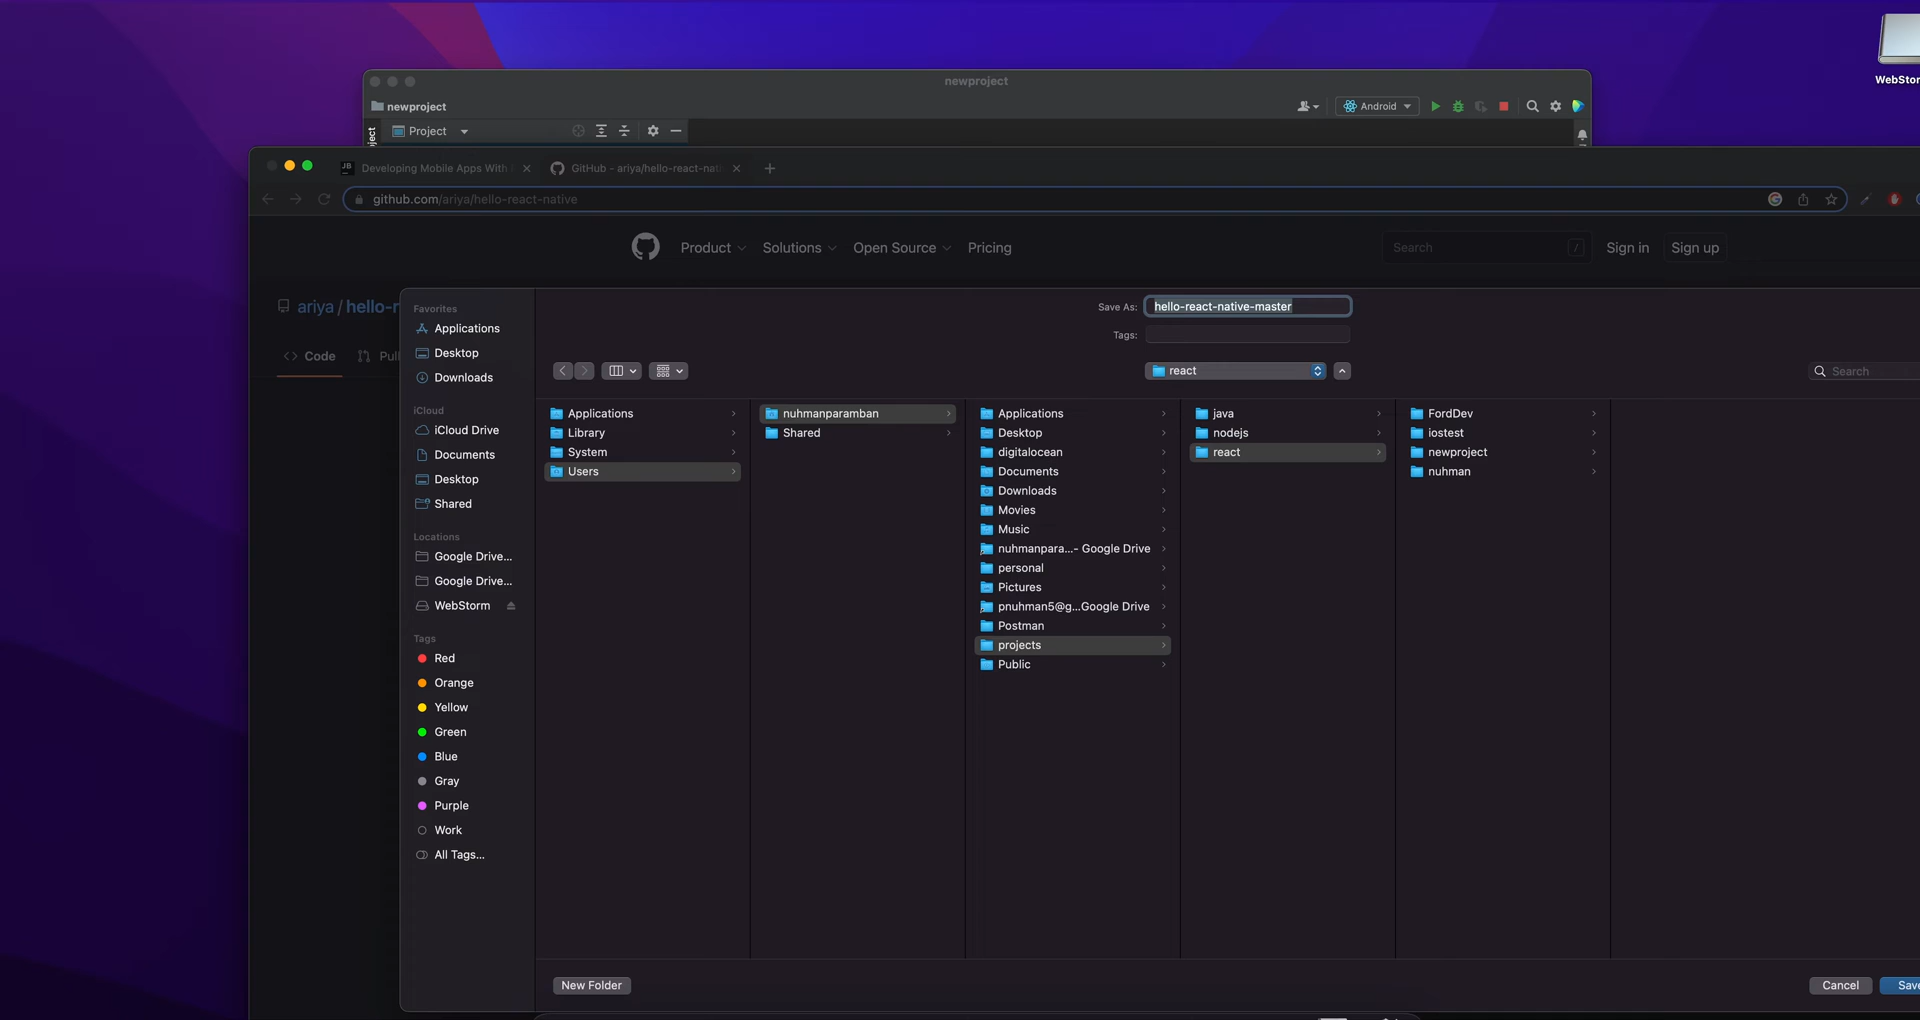 WebStor
newproject
newproject
Android
Project
ject
JB
Developing Mobile Apps With
GitHub - ariya/hello-react-nati
github.com/ariya/hello-react-native
Product
Solutions
Open Source
Pricing
Search
/
Sign in
Sign up
ariya / hello-r
<> Code
Pull
Save As:
hello-react-native-master
Tags:
react
Search
Favorites
Applications
Desktop
Downloads
iCloud
iCloud Drive
Documents
Desktop
Shared
Locations
Google Drive...
Google Drive...
WebStorm
Tags
Red
Orange
Yellow
Green
Blue
Gray
Purple
Work
All Tags...
Applications
Library
System
Users
nuhmanparamban
Shared
Applications
Desktop
digitalocean
Documents
Downloads
Movies
Music
nuhmanpara...- Google Drive
personal
Pictures
pnuhman5@g...Google Drive
Postman
projects
Public
java
nodejs
react
FordDev
iostest
newproject
nuhman
New Folder
Cancel
Save